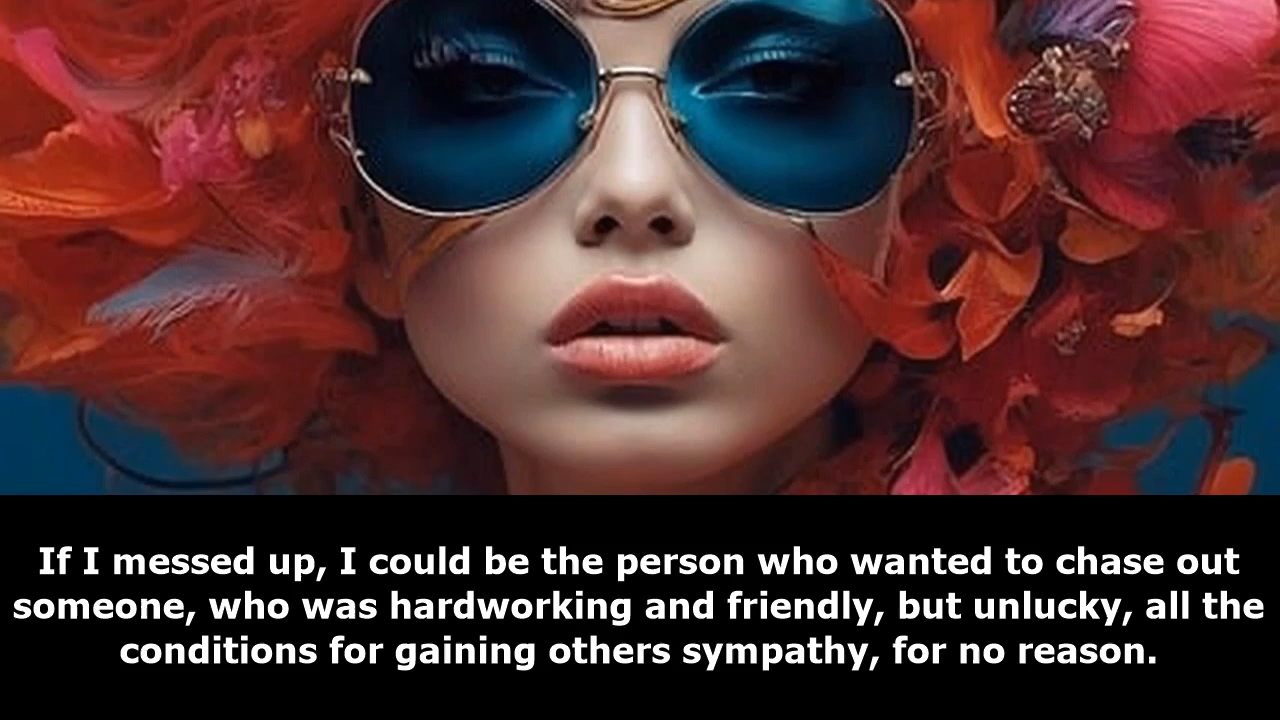 If I messed up, I could be the person who wanted to chase out
someone, who was hardworking and friendly, but unlucky, all the
conditions for gaining others sympathy, for no reason.